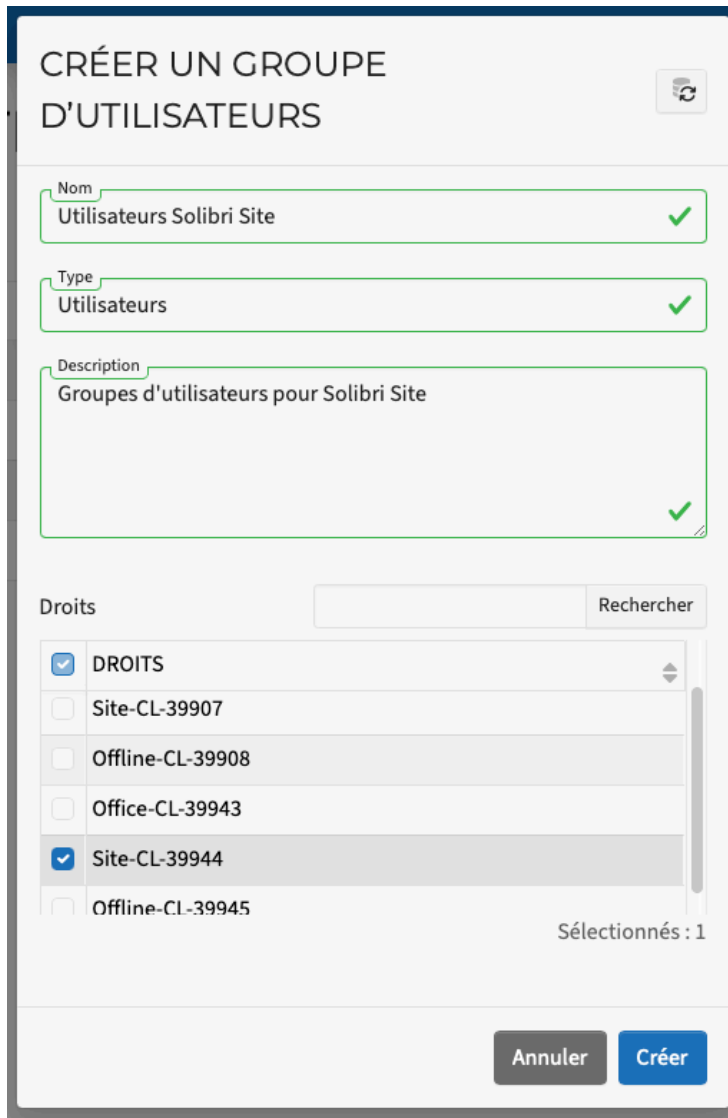 CRÉER UN GROUPE
D’UTILISATEURS
Nom
Utilisateurs Solibri Site
Type
Utilisateurs
Description
Groupes d'utilisateurs pour Solibri Site
Droits
Rechercher
DROITS
Site-CL-39907
Offline-CL-39908
Office-CL-39943
Site-CL-39944
Offline-CL-39945
Sélectionnés : 1
Annuler
Créer